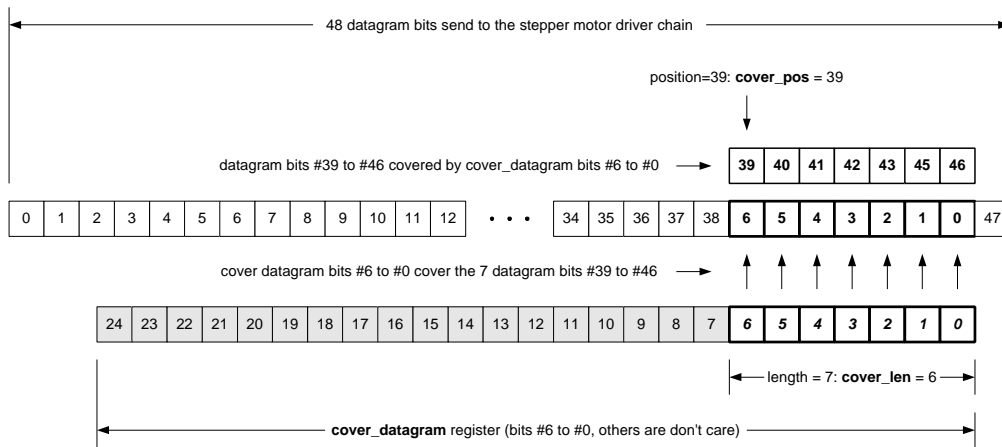 48 datagram bits send to the stepper motor driver chain
position=39: cover_pos = 39
datagram bits #39 to #46 covered by cover_datagram bits #6 to #0
39 40 41 42 43 45 46
0 1 2 3 4 5 6 7 8 9 10 11 12 • • • 34 35 36 37 38 6 5 4 3 2 1 0 47
cover datagram bits #6 to #0 cover the 7 datagram bits #39 to #46
24 23 22 21 20 19 18 17 16 15 14 13 12 11 10 9 8 7 6 5 4 3 2 1 0
length = 7: cover_len = 6
cover_datagram register (bits #6 to #0, others are don't care)